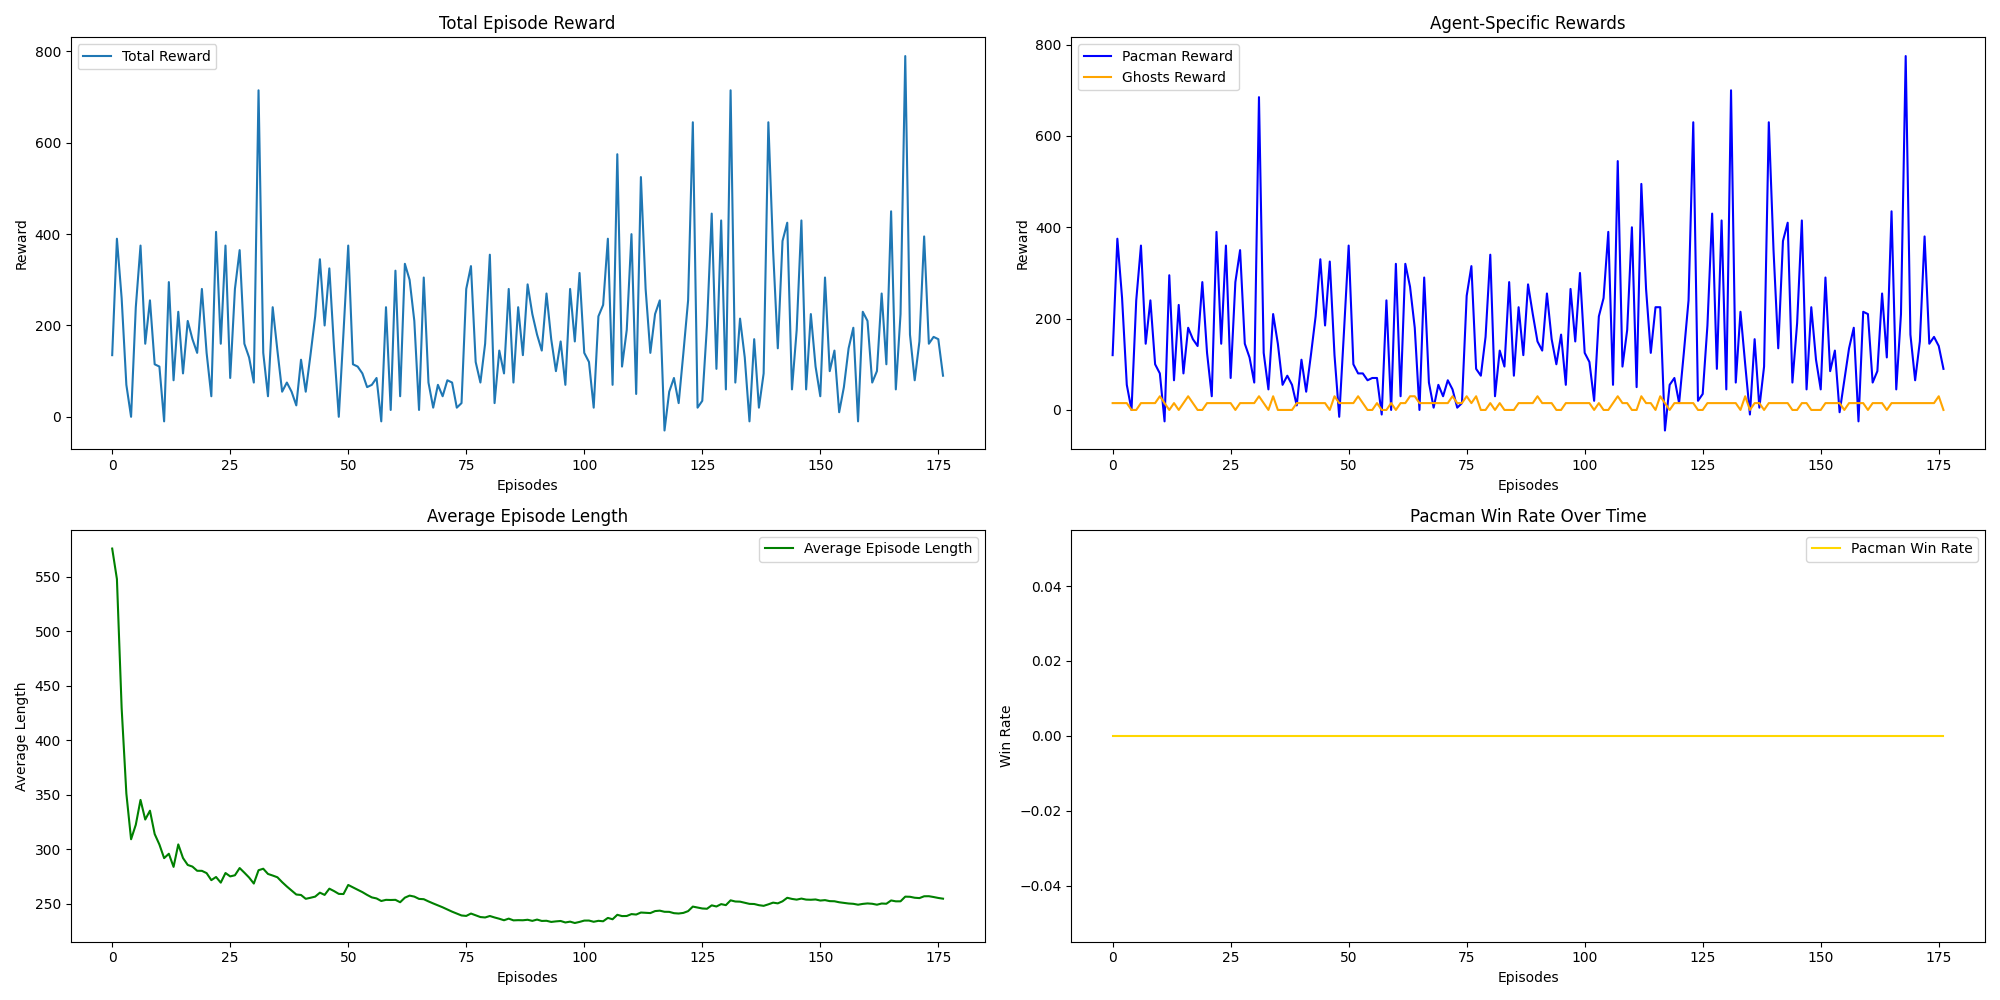 Total Episode Reward
Total Reward
Reward
800
600
400
200
0
0 25 50 75 100 125 150 175
Episodes
Agent-Specific Rewards
Pacman Reward
Ghosts Reward
Reward
800
600
400
200
0
0 25 50 75 100 125 150 175
Episodes
Average Episode Length
Average Episode Length
Average Length
550
500
450
400
350
300
250
0 25 50 75 100 125 150 175
Episodes
Pacman Win Rate Over Time
Pacman Win Rate
Win Rate
0.04
0.02
0.00
−0.02
−0.04
0 25 50 75 100 125 150 175
Episodes